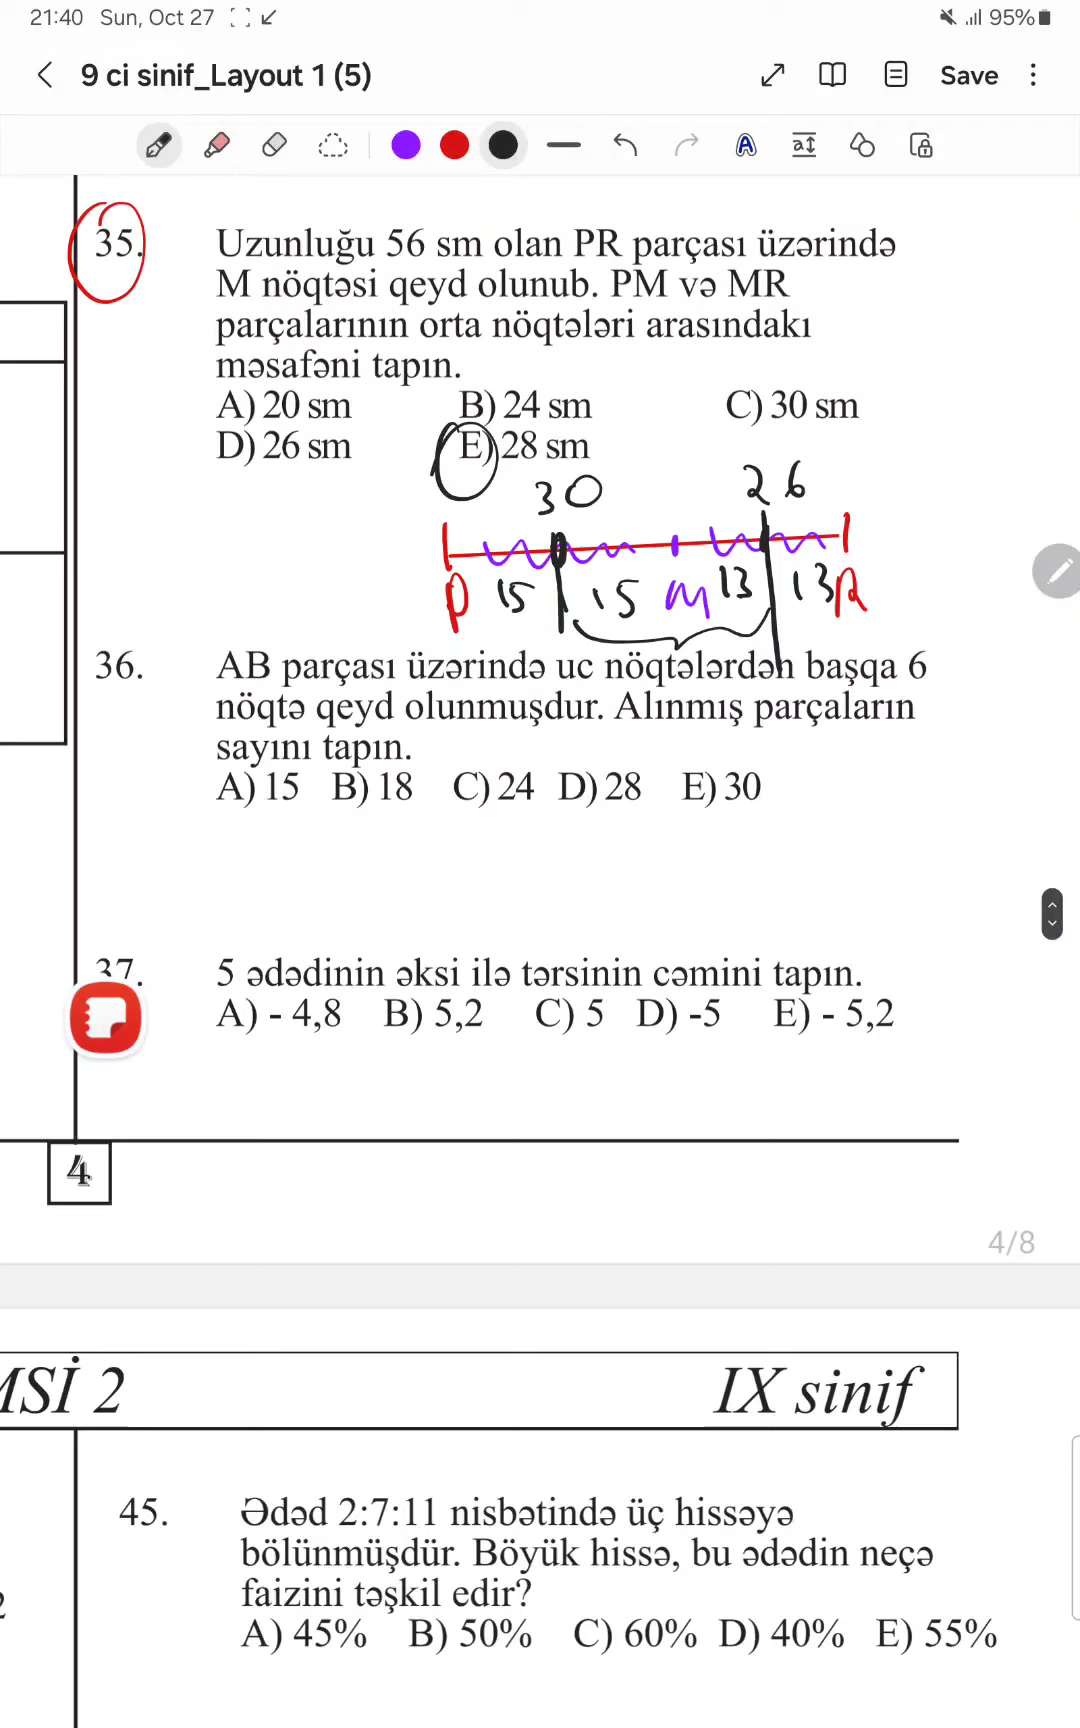 21:40 Sun, Oct 27
95%
9 ci sinif_Layout 1 (5)
Save
35.
Uzunluğu 56 sm olan PR parçası üzərində
M nöqtəsi qeyd olunub. PM və MR
parçalarının orta nöqtələri arasındakı
məsafəni tapın.
A) 20 sm B) 24 sm C) 30 sm
D) 26 sm E) 28 sm
30 26
P 15 15 M 13 13 R
36.
AB parçası üzərində uc nöqtələrdən başqa 6
nöqtə qeyd olunmuşdur. Alınmış parçaların
sayını tapın.
A) 15 B) 18 C) 24 D) 28 E) 30
37.
5 ədədinin əksi ilə tərsinin cəmini tapın.
A) - 4,8 B) 5,2 C) 5 D) -5 E) - 5,2
4
4/8
MSİ 2
IX sinif
45.
Ədəd 2:7:11 nisbətində üç hissəyə
bölünmüşdür. Böyük hissə, bu ədədin neçə
faizini təşkil edir?
A) 45% B) 50% C) 60% D) 40% E) 55%